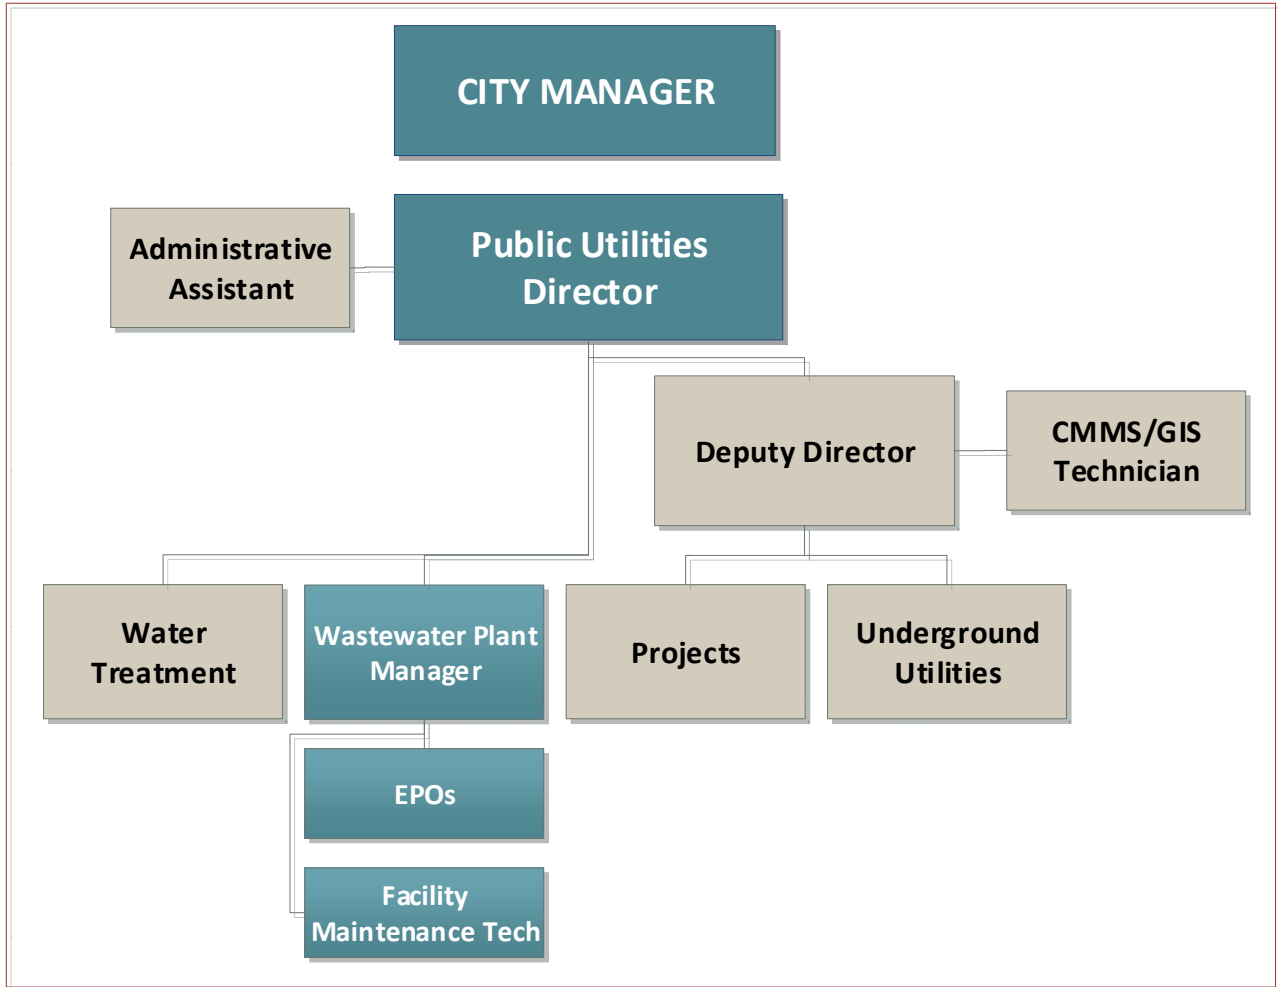 CITY MANAGER
Administrative
Assistant
Public Utilities
Director
Deputy Director
CMMS/GIS
Technician
Water
Treatment
Wastewater Plant
Manager
Projects
Underground
Utilities
EPOs
Facility
Maintenance Tech